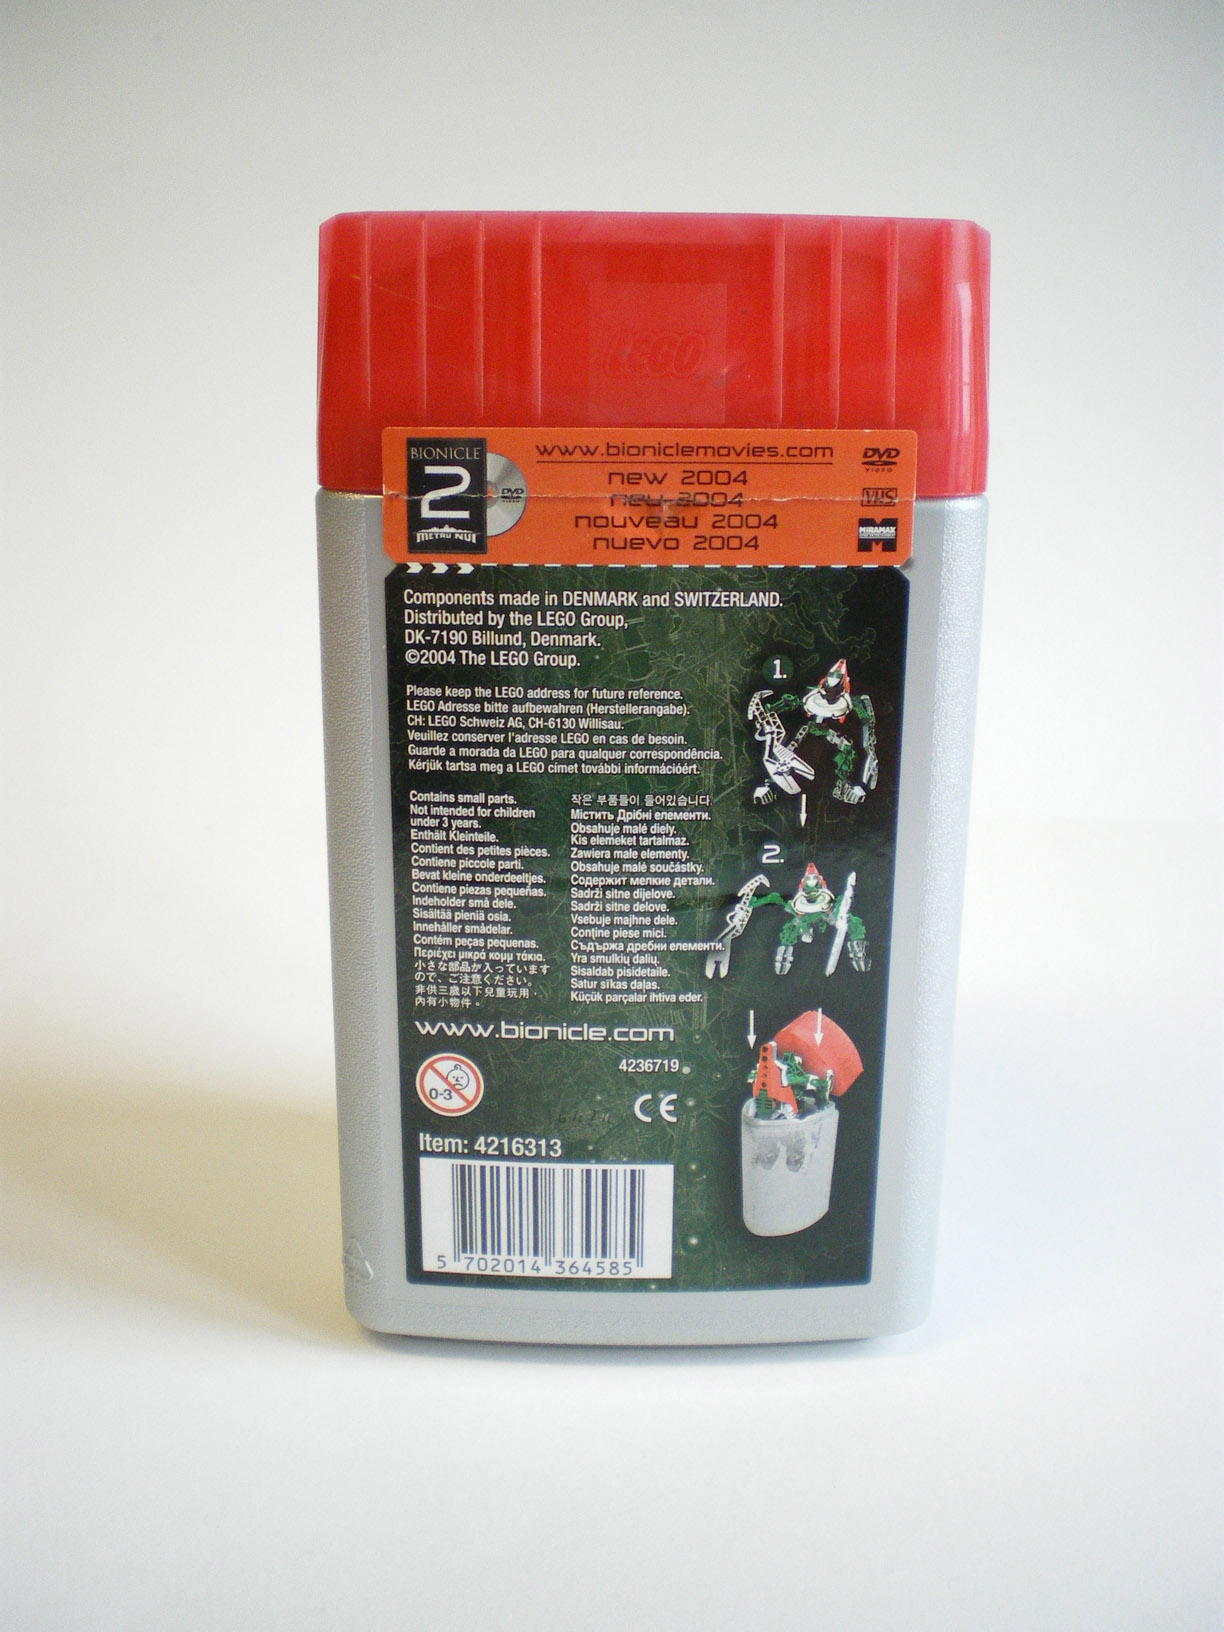 LEGO
BIONICLE
2
METRU NUI
DVD
VIDEO
www.bioniclemovies.com
new 2004
neu 2004
nouveau 2004
nuevo 2004
DVD
VIDEO
VHS
MIRAMAX
Components made in DENMARK and SWITZERLAND.
Distributed by the LEGO Group,
DK-7190 Billund, Denmark.
©2004 The LEGO Group.
Please keep the LEGO address for future reference.
LEGO Adresse bitte aufbewahren (Herstellerangabe).
CH: LEGO Schweiz AG, CH-6130 Willisau.
Veuillez conserver l'adresse LEGO en cas de besoin.
Guarde a morada da LEGO para qualquer correspondência.
Kérjük tartsa meg a LEGO címet további információért.
Contains small parts.
Not intended for children
under 3 years.
Enthält Kleinteile.
Contient des petites pièces.
Contiene piccole parti.
Bevat kleine onderdeeltjes.
Contiene piezas pequeñas.
Indeholder små dele.
Sisältää pieniä osia.
Innehåller smådelar.
Contém peças pequenas.
Περιέχει μικρά κομμ τάκια.
小さな部品が入っています
ので、ご注意ください。
非供三歲以下兒童玩用，
內有小物件。
작은 부품들이 들어있습니다.
Містить Дрібні елементи.
Obsahuje malé diely.
Kis elemeket tartalmaz.
Zawiera małe elementy.
Obsahuje malé součástky.
Содержит мелкие детали.
Sadrži sitne dijelove.
Sadrži sitne delove.
Vsebuje majhne dele.
Conţine piese mici.
Съдържа дребни елементи.
Yra smulkių dalių.
Sisaldab pisidetaile.
Satur sīkas daļas.
Küçük parçalar ihtiva eder.
1.
2.
www.bionicle.com
0-3
4236719
CE
Item: 4216313
5 702014 364585